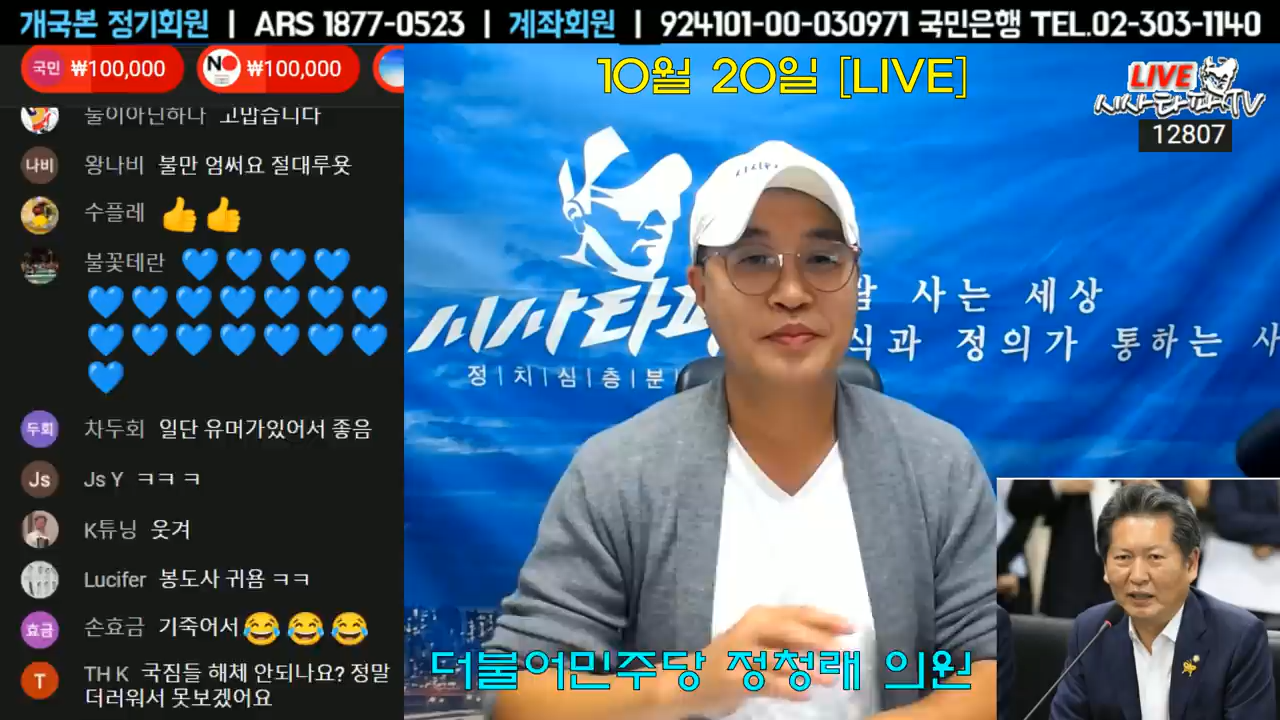 개국본 정기회원 | ARS 1877-0523 | 계좌회원 | 924101-00-030971 국민은행 TEL.02-303-1140
국민 ₩100,000 NO ₩100,000
둘이아닌하나 고맙습니다
나비 왕나비 불만 엄써요 절대루욧
수플레 👍👍
불꽃테란 💙💙💙💙
💙💙💙💙💙💙💙
💙💙💙💙💙💙💙
💙
두회 차두회 일단 유머가있어서 좋음
Js Js Y ㅋㅋ ㅋ
K튜닝 웃겨
Lucifer 봉도사 귀욤 ㅋㅋ
효금 손효금 기죽어서😂😂😂
T TH K 국짐들 해체 안되나요? 정말
더러워서 못보겠어요
10월 20일 [LIVE]
LIVE
시사타파TV
12807
시사타파
정|치|심|층|분
사는 세상
식과 정의가 통하는 사
더불어민주당 정청래 의원